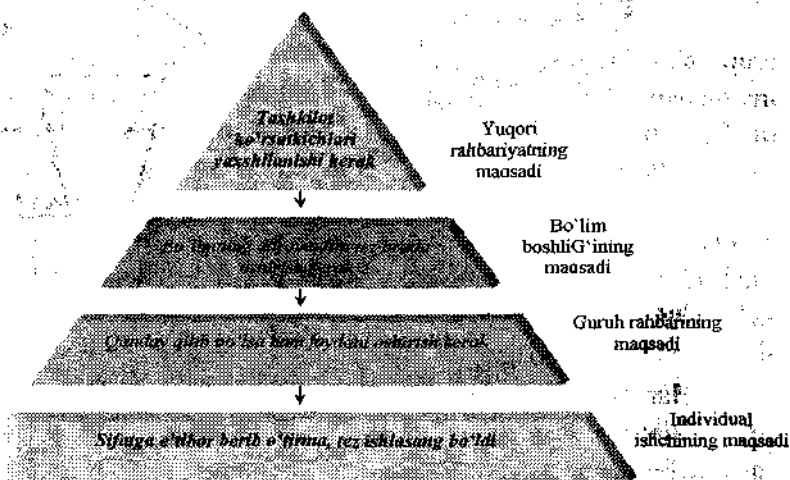 Tashkilot
ko'rsatkichlari
yaxshilanishi kerak
Yuqori
rahbariyatning
maqsadi
Bo`lim
boshliG`ining
maqsadi
kerak
Qanday qilib bo'lsa ham foydani oshirish kerak
Guruh rahbarining
maqsadi
Sifatga e'tibor berib o'tirma, tez ishlasang bo'ldi
Individual
ishchining maqsadi